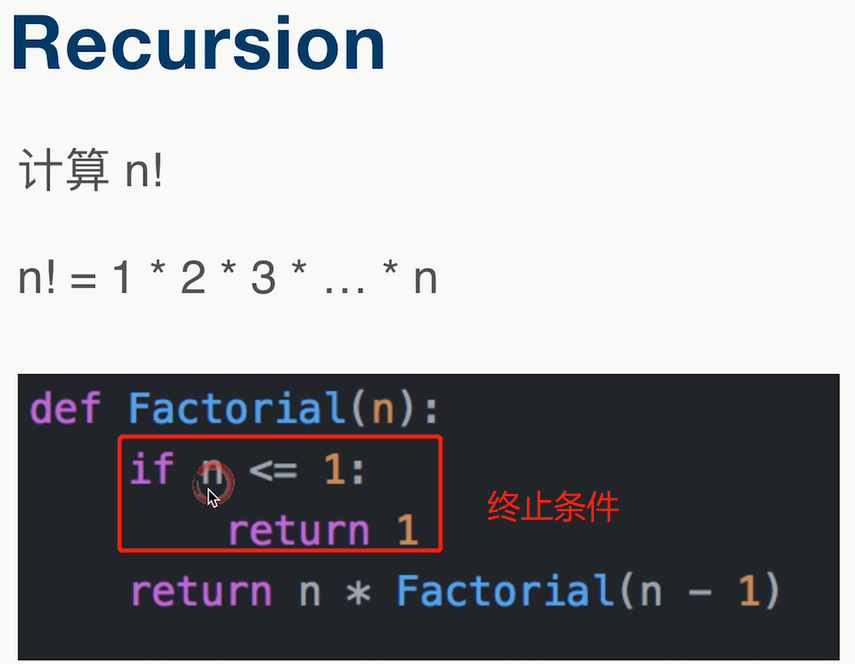 Recursion
计算 n!
n! = 1 * 2 * 3 * … * n
def Factorial(n):
if n <= 1:
return 1
终止条件
return n * Factorial(n - 1)